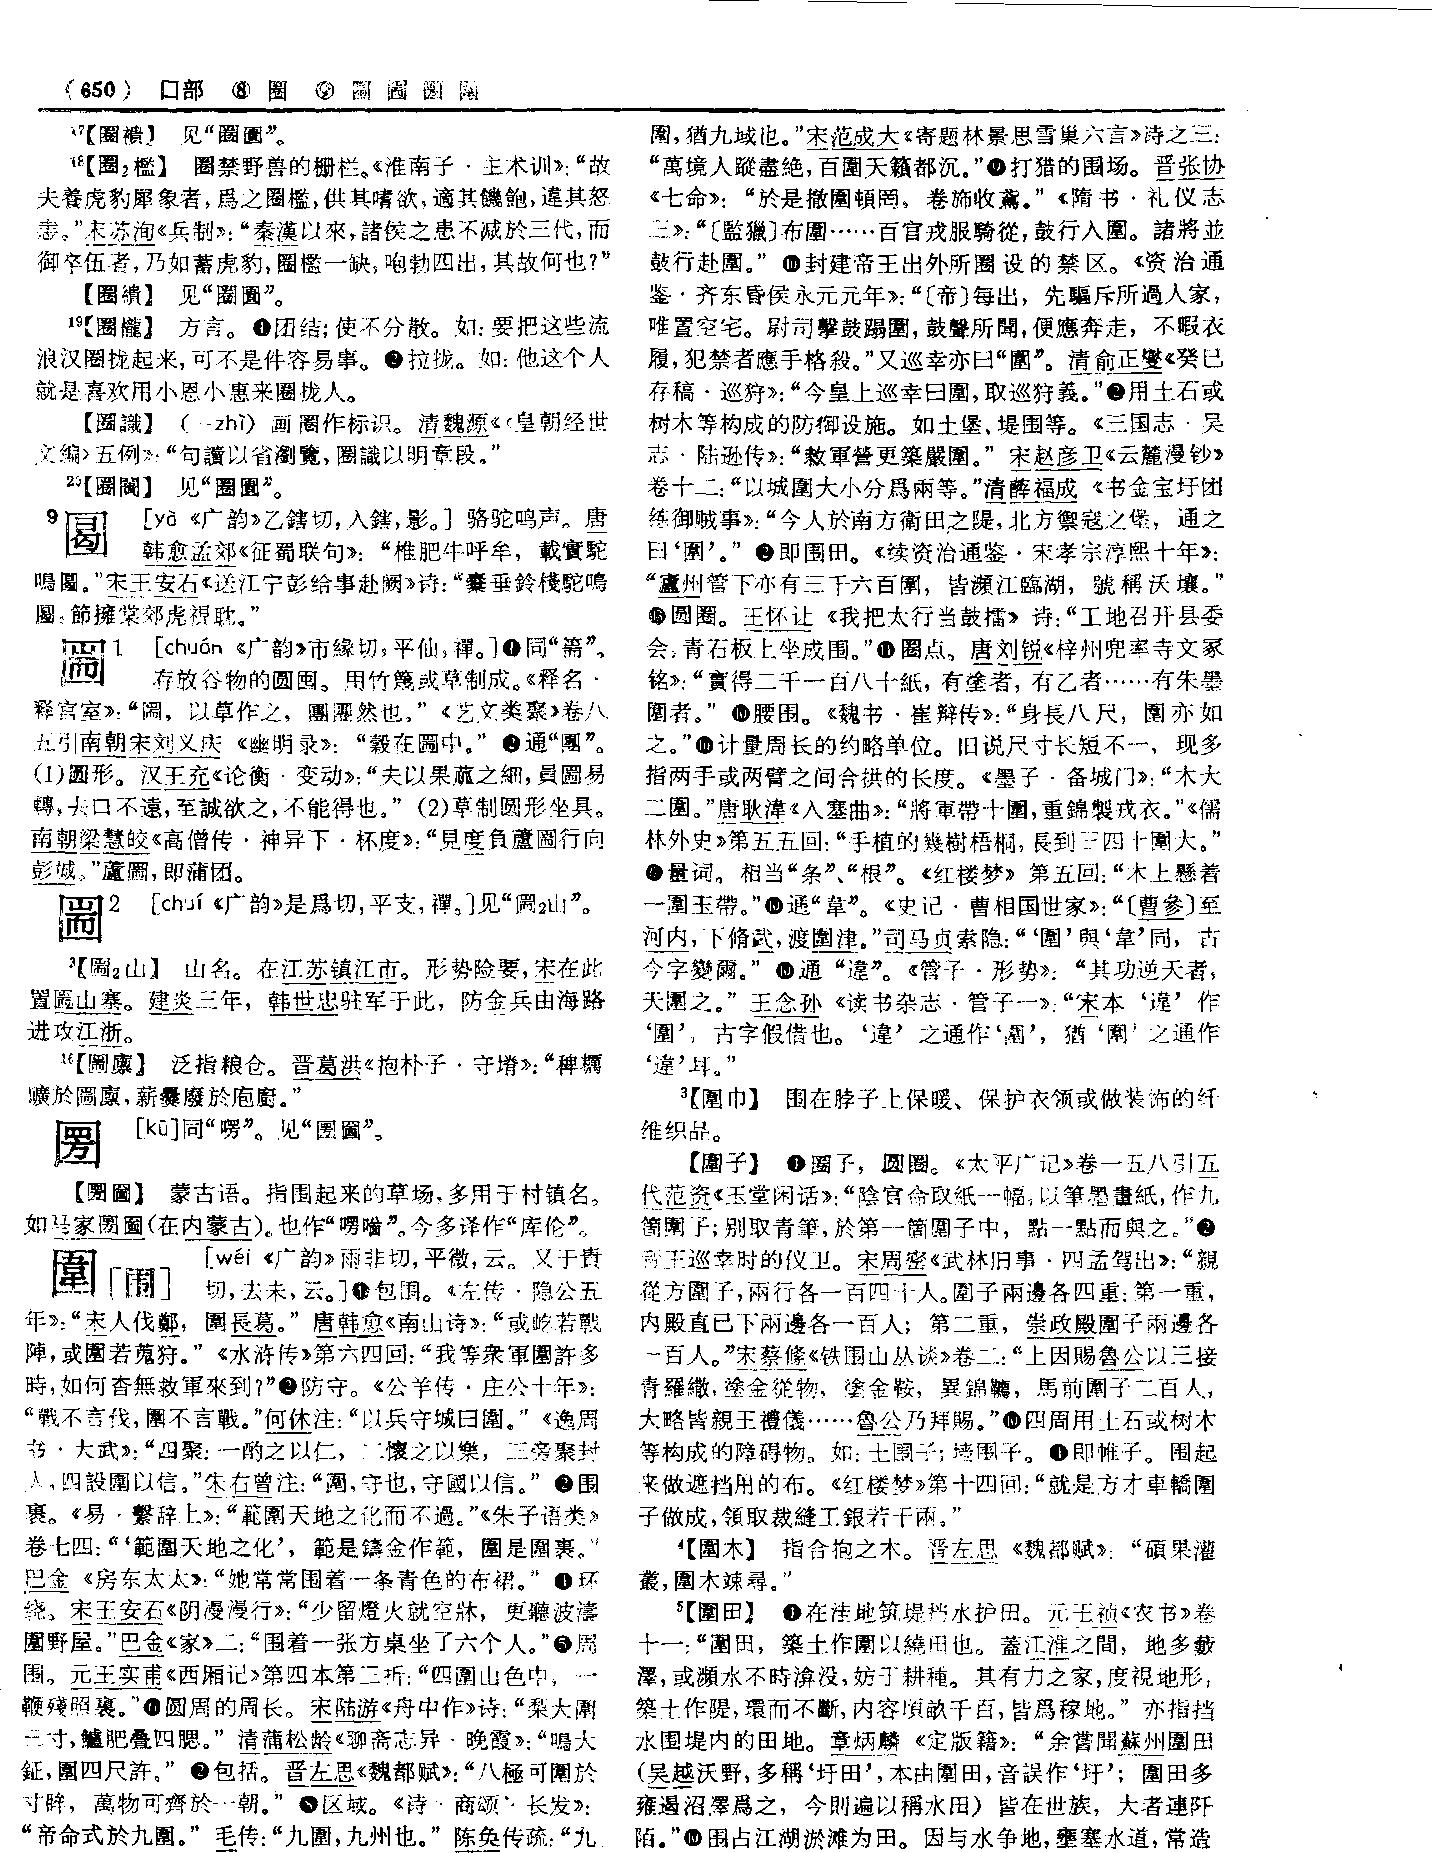 （650） 口部 ⑧ 圈 ⑨
17【圈襀】 见“圈圚”。
18【圈₂檻】 圈禁野兽的栅栏。《淮南子·主术训》：“故
夫養虎豹犀象者，爲之圈檻，供其嗜欲，適其饑飽，違其怒
恚。”宋苏洵《兵制》：“秦漢以來，諸侯之患不减於三代，而
御卒伍者，乃如蓄虎豹，圈檻一缺，咆勃四出，其故何也？”
【圈繢】 见“圈圚”。
19【圈攏】 方言。❶团结；使不分散。如：要把这些流
浪汉圈拢起来，可不是件容易事。❷拉拢。如：他这个人
就是喜欢用小恩小惠来圈拢人。
【圈識】 （-zhì）画圈作标识。清魏源《〈皇朝经世
文编〉五例》：“句讀以省瀏覽，圈識以明章段。”
【圈闠】 见“圈圚”。
9 [yà 《广韵》乙鎋切，入鎋，影。]骆驼鸣声。唐
韩愈孟郊《征蜀联句》：“椎肥牛呼牟，載實駝
鳴圔。”宋王安石《送江宁彭给事赴阙》诗：“櫜垂鈴棧駝鳴
圔，節擁棠郊虎視耽。”
圌1 [chuán 《广韵》市緣切，平仙，禪。]❶同“篅”。
存放谷物的圆囤。用竹篾或草制成。《释名·
释宫室》：“圌，以草作之，團團然也。”《艺文类聚》卷八
五引南朝宋刘义庆《幽明录》：“穀在圌中。”❷通“團”。
(1)圆形。汉王充《论衡·变动》：“夫以果蓏之細，員圌易
轉，去口不遠，至誠欲之，不能得也。”(2)草制圆形坐具。
南朝梁慧皎《高僧传·神异下·杯度》：“見度負蘆圌行向
彭城。”蘆圌，即蒲团。
圌2 [chuí 《广韵》是爲切，平支，禪。]见“圌₂山”。
3【圌₂山】 山名。在江苏镇江市。形势险要，宋在此
置圌山寨。建炎三年，韩世忠驻军于此，防金兵由海路
进攻江浙。
16【圌廪】 泛指粮仓。晋葛洪《抱朴子·守塉》：“稗糲
曠於圌廪，薪爨廢於庖廚。”
圐 [kū]同“㖫”。见“圐圙”。
【圐圙】 蒙古语。指围起来的草场，多用于村镇名。
如马家圐圙（在内蒙古）。今多译作“库伦”。
圍[围] [wéi 《广韵》雨非切，平微，云。又于貴
切，去未，云。]❶包围。《左传·隐公五
年》：“宋人伐鄭，圍長葛。”唐韩愈《南山诗》：“或屹若戰
陣，或圍若蒐狩。”《水浒传》第六四回：“我等衆軍圍許多
時，如何杳無救軍來到？”❷防守。《公羊传·庄公十年》：
“戰不言伐，圍不言戰。”何休注：“以兵守城曰圍。”《逸周
书·大武》：“四聚：一酌之以仁，二懷之以樂，三旁聚封
人，四設圍以信。”朱右曾注：“圍，守也，守國以信。”围
裹。《易·繫辞上》：“範圍天地之化而不過。”《朱子语类》
卷七四：“‘範圍天地之化’，範是鑄金作範，圍是圍裹。”
巴金《房东太太》：“她常常围着一条青色的布裙。”环
绕。宋王安石《阴漫漫行》：“少留燈火就空牀，更聽波濤
圍野屋。”巴金《家》二：“围着一张方桌坐了六个人。”❺周
围。元王实甫《西厢记》第四本第三折：“四圍山色中，一
鞭殘照裏。”圆周的周长。宋陆游《舟中作》诗：“梨大圍
三寸，鱸肥疊四腮。”清蒲松龄《聊斋志异·晚霞》：“鳴大
鉦，圍四尺許。”包括。晋左思《魏都赋》：“八極可圍於
寸眸，萬物可齊於一朝。”区域。《诗·商颂·长发》：
“帝命式於九圍。”毛传：“九圍，九州也。”陈奂传疏：“九
圍，猶九域也。”宋范成大《寄题林景思雪巢六言》诗之三：
“萬境人蹤盡絶，百圍天籟都沉。”打猎的围场。晋张协
《七命》：“於是撤圍頓罔，卷斾收鳶。”《隋书·礼仪志
三》：“〔監獵〕布圍……百官戎服騎從，鼓行入圍。諸將並
鼓行赴圍。”封建帝王出外所圈设的禁区。《资治通
鉴·齐东昏侯永元元年》：“〔帝〕每出，先驅斥所過人家，
唯置空宅。尉司擊鼓蹋圍，鼓聲所聞，便應奔走，不暇衣
履，犯禁者應手格殺。”又巡幸亦曰“圍”。清俞正燮《癸巳
存稿·巡狩》：“今皇上巡幸曰圍，取巡狩義。”用土石或
树木等构成的防御设施。如土堡、堤围等。《三国志·吴
志·陆逊传》：“敕軍營更築嚴圍。”宋赵彦卫《云麓漫钞》
卷十二：“以城圍大小分爲兩等。”清薛福成《书金宝圩团
练御贼事》：“今人於南方衛田之隄，北方禦寇之堡，通之
曰‘圍’。”即圍田。《续资治通鉴·宋孝宗淳熙十年》：
“蘆州管下亦有三千六百圍，皆瀕江臨湖，號稱沃壤。”
圆圈。王怀让《我把太行当鼓擂》诗：“工地召开县委
会，青石板上坐成围。”圈点。唐刘锐《梓州兜率寺文冢
铭》：“實得二千一百八十紙，有塗者，有乙者……有朱墨
圍者。”腰围。《魏书·崔辩传》：“身長八尺，圍亦如
之。”计量周长的约略单位。旧说尺寸长短不一，现多
指两手或两臂之间合拱的长度。《墨子·备城门》：“木大
二圍。”唐耿湋《入塞曲》：“將軍帶十圍，重錦製戎衣。”《儒
林外史》第五五回：“手植的幾樹梧桐，長到三四十圍大。”
量词。相当“条”、“根”。《红楼梦》第五回：“木上懸着
一圍玉帶。”通“韋”。《史记·曹相国世家》：“〔曹參〕至
河内，下脩武，渡圍津。”司马贞索隐：“‘圍’與‘韋’同，古
今字變爾。”通“違”。《管子·形势》：“其功逆天者，
天圍之。”王念孙《读书杂志·管子一》：“宋本‘違’作
‘圍’，古字假借也。‘違’之通作‘圍’，猶‘圍’之通作
‘違’耳。”
3【圍巾】 围在脖子上保暖、保护衣领或做装饰的纤
维织品。
【圍子】 ❶圈子，圆圈。《太平广记》卷一五八引五
代范资《玉堂闲话》：“陰官命取紙一幅，以筆墨畫紙，作九
箇圍子；别取青筆，於第一箇圍子中，點一點而與之。”❷
帝王巡幸时的仪卫。宋周密《武林旧事·四孟驾出》：“親
從方圍子，兩行各一百四十人。圍子兩邊各四重：第一重，
内殿直已下兩邊各一百人；第二重，崇政殿圍子兩邊各
一百人。”宋蔡絛《铁围山丛谈》卷二：“上因賜魯公以三接
青羅繖，塗金從物，塗金鞍，異錦韉，馬前圍子二百人，
大略皆親王禮儀……魯公乃拜賜。”四周用土石或树木
等构成的障碍物。如：土围子；墙围子。即帷子。围起
来做遮挡用的布。《红楼梦》第十四回：“就是方才車轎圍
子做成，領取裁縫工銀若干兩。”
4【圍木】 指合抱之木。晋左思《魏都赋》：“碩果灌
叢，圍木竦尋。”
5【圍田】 ❶在洼地筑堤挡水护田。元王祯《农书》卷
十一：“圍田，築土作圍以繞田也。蓋江淮之間，地多藪
澤，或瀕水不時渰没，妨于耕種。其有力之家，度視地形，
築土作隄，環而不斷，内容頃畝千百，皆爲稼地。”亦指挡
水围堤内的田地。章炳麟《定版籍》：“余嘗聞蘇州圍田
（吴越沃野，多稱‘圩田’，本由圍田，音誤作‘圩’；圍田多
雍遏沼澤爲之，今則遍以稱水田）皆在世族，大者連阡
陌。”围占江湖淤滩为田。因与水争地，壅塞水道，常造